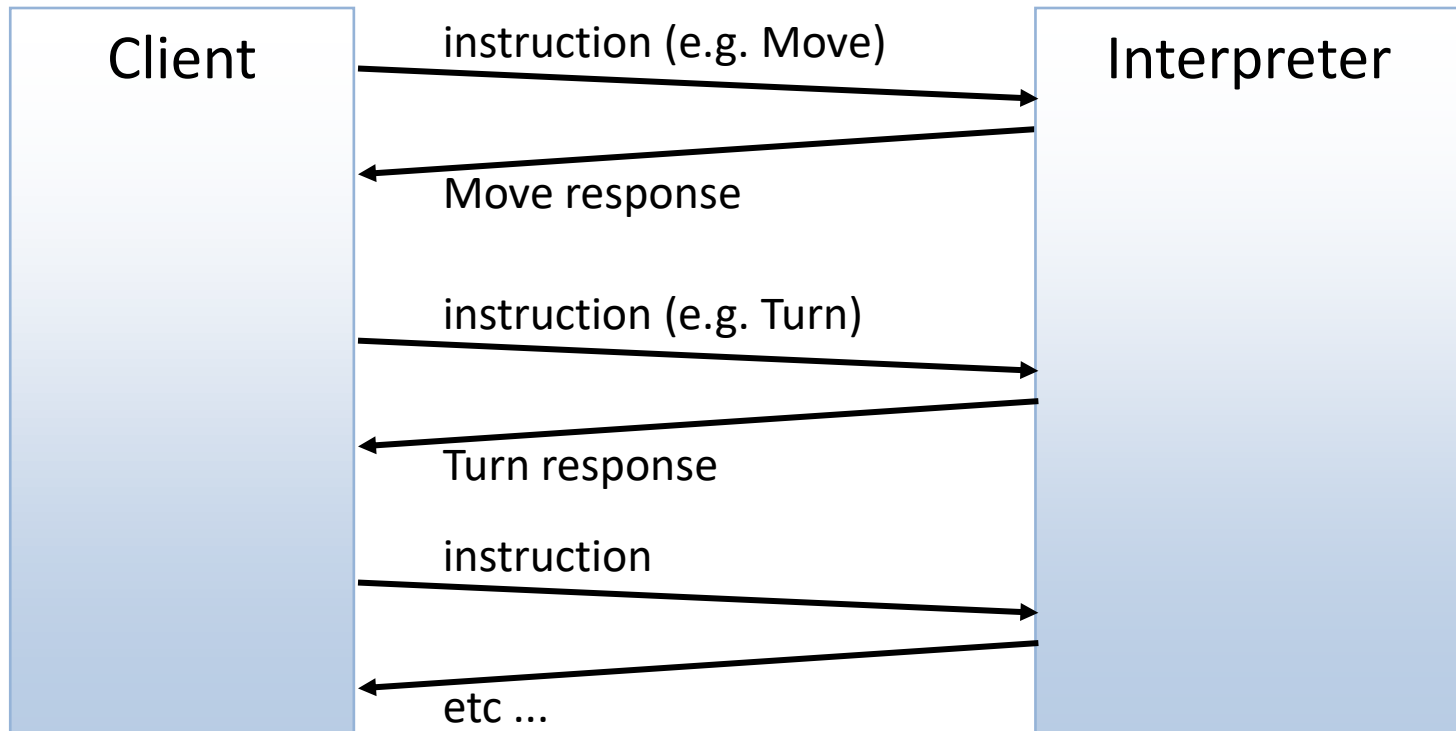 Client
Interpreter
instruction (e.g. Move)
Move response
instruction (e.g. Turn)
Turn response
instruction
etc ...